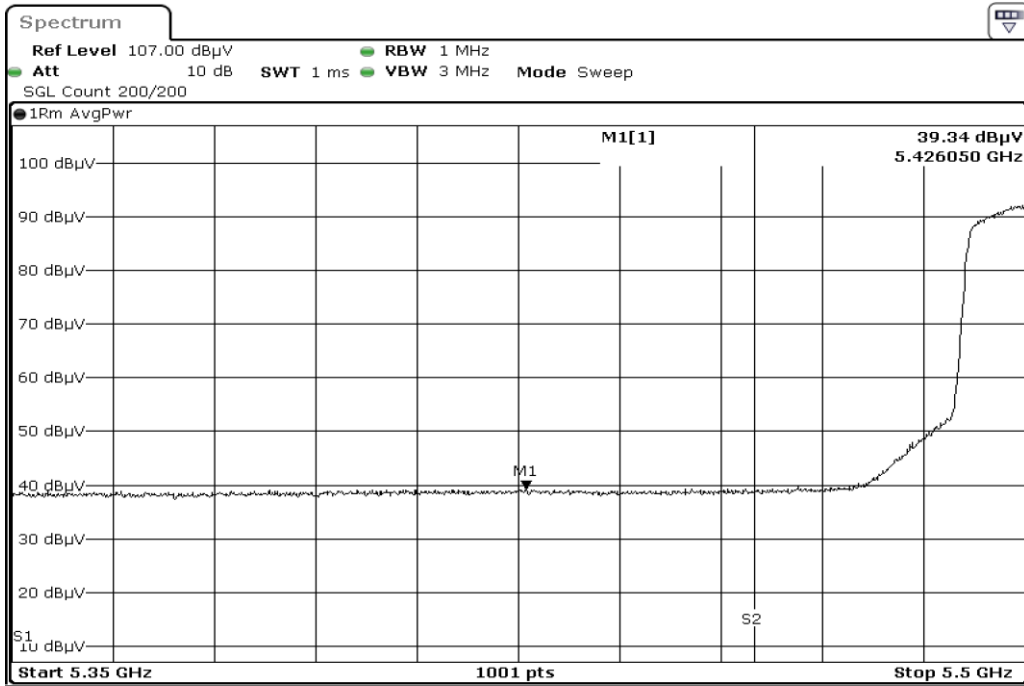 Spectrum
Ref Level 107.00 dBµV RBW 1 MHz
Att 10 dB SWT 1 ms VBW 3 MHz Mode Sweep
SGL Count 200/200
1Rm AvgPwr
M1[1] 39.34 dBµV
5.426050 GHz
100 dBµV
90 dBµV
80 dBµV
70 dBµV
60 dBµV
50 dBµV
M1
40 dBµV
30 dBµV
20 dBµV
S2
S1
10 dBµV
Start 5.35 GHz 1001 pts Stop 5.5 GHz